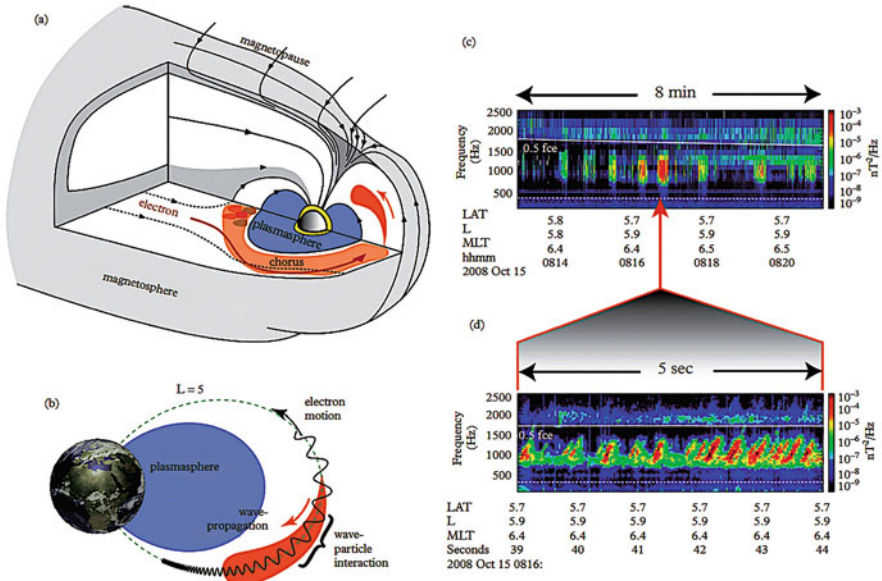 (a)
magnetopause
electron
plasmasphere
chorus
magnetosphere
(b)
L = 5
electron
motion
plasmasphere
wave-
propagation
wave-
particle
interaction
(c)
8 min
Frequency
(Hz)
2500
2000
1500
1000
500
0.5 fce
10⁻³
10⁻⁴
10⁻⁵
10⁻⁶
10⁻⁷
10⁻⁸
10⁻⁹
nT²/Hz
LAT 5.8 5.7 5.7 5.7
L 5.8 5.9 5.9 5.9
MLT 6.4 6.4 6.5 6.5
hhmm 0814 0816 0818 0820
2008 Oct 15
(d)
5 sec
Frequency
(Hz)
2500
2000
1500
1000
500
0.5 fce
10⁻³
10⁻⁴
10⁻⁵
10⁻⁶
10⁻⁷
10⁻⁸
10⁻⁹
nT²/Hz
LAT 5.7 5.7 5.7 5.7 5.7 5.7
L 5.9 5.9 5.9 5.9 5.9 5.9
MLT 6.4 6.4 6.4 6.4 6.4 6.4
Seconds 39 40 41 42 43 44
2008 Oct 15 0816: